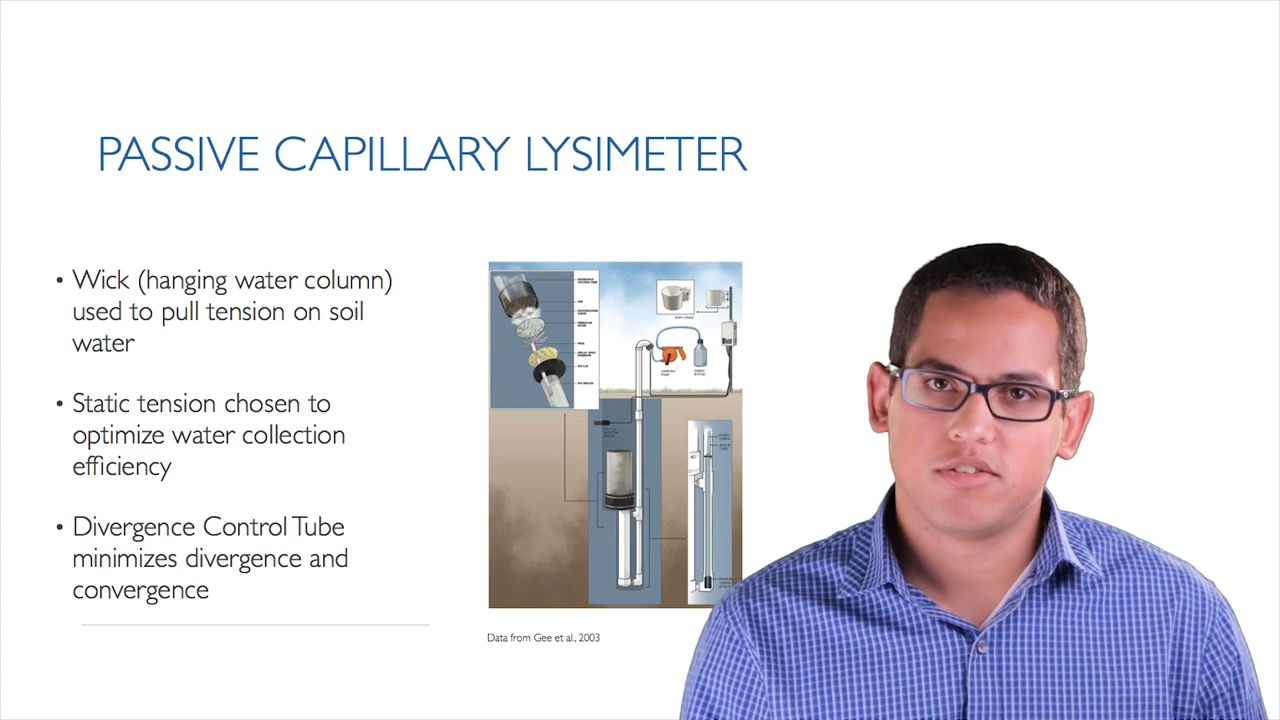 PASSIVE CAPILLARY LYSIMETER
• Wick (hanging water column)
used to pull tension on soil
water
• Static tension chosen to
optimize water collection
efficiency
• Divergence Control Tube
minimizes divergence and
convergence
Data from Gee et al., 2003